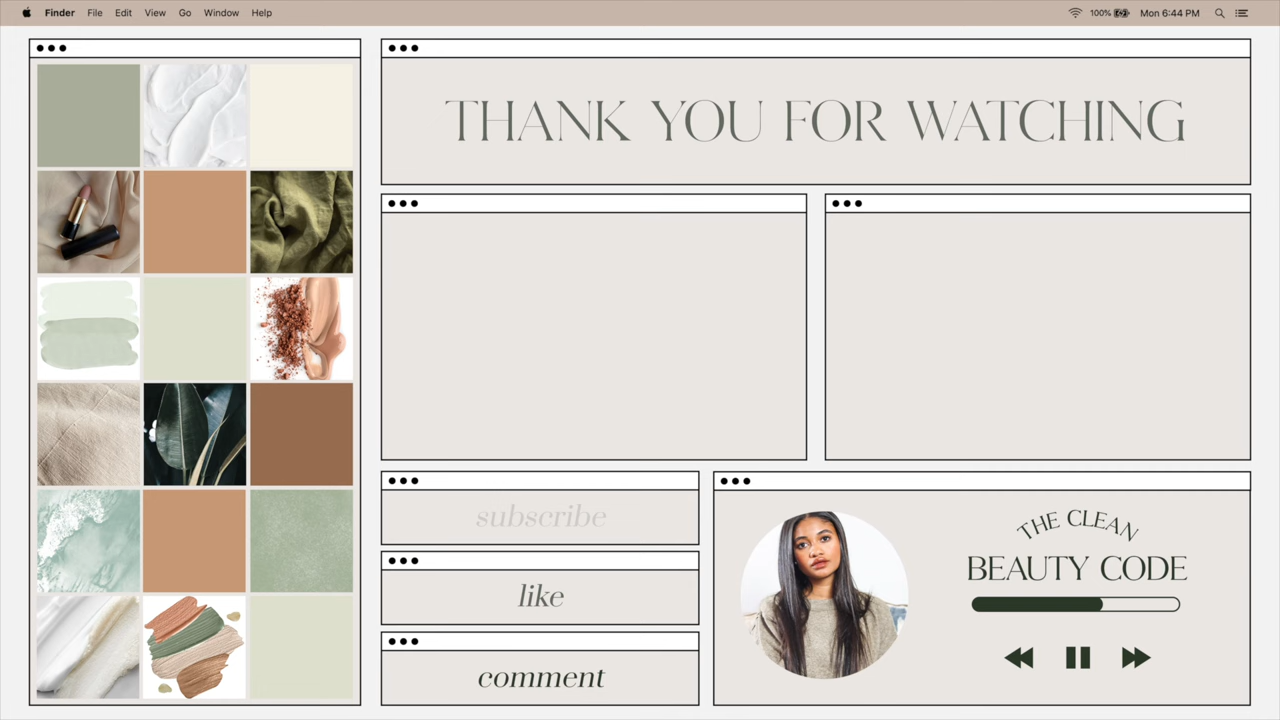 Finder File Edit View Go Window Help 100% Mon 6:44 PM
THANK YOU FOR WATCHING
subscribe
like
comment
THE CLEAN
BEAUTY CODE